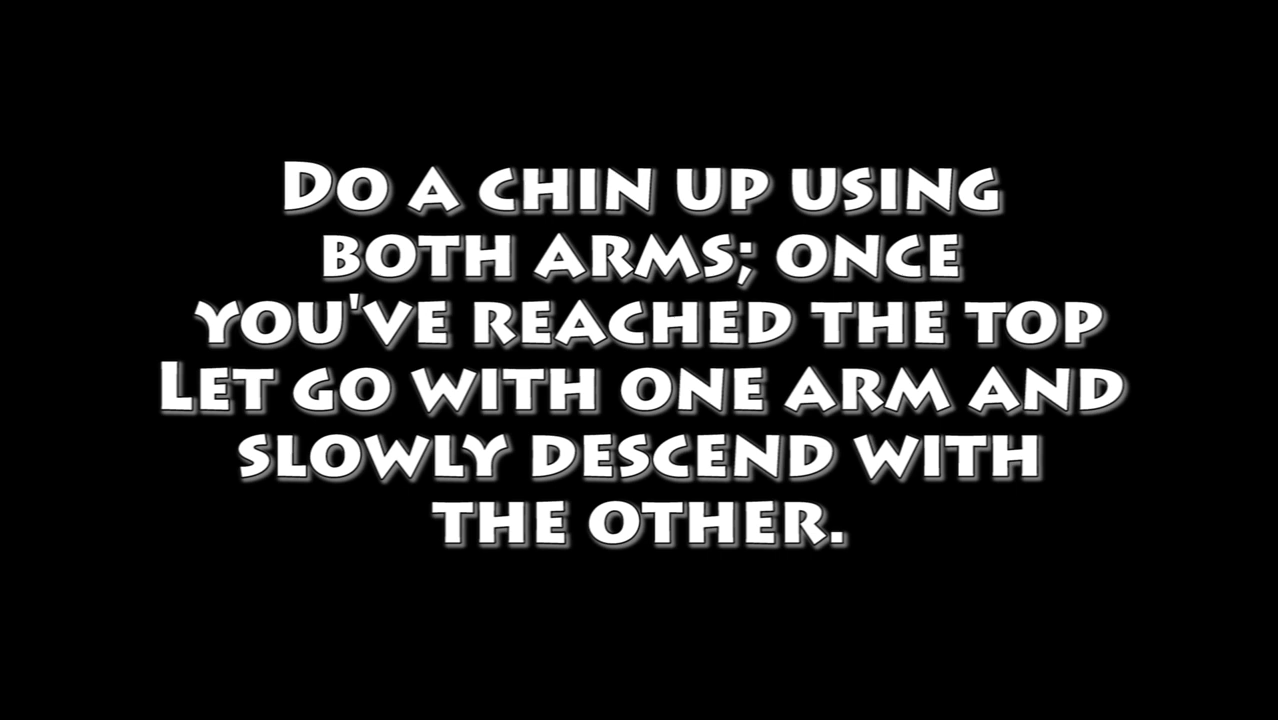 Do a chin up using
both arms; once
you've reached the top
Let go with one arm and
slowly descend with
the other.